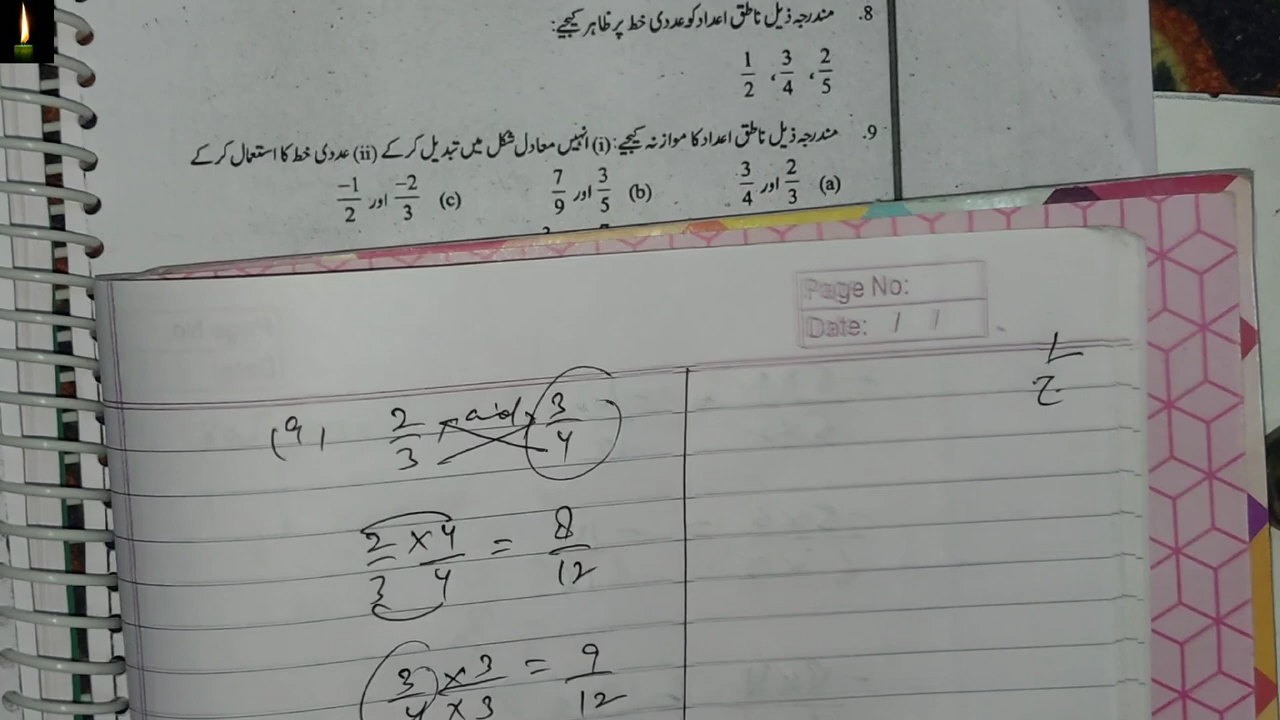 8. مندرجہ ذیل ناطق اعداد کو عددی خط پر ظاہر کیجیے:
2/5 ، 3/4 ، 1/2
9. مندرجہ ذیل ناطق اعداد کا موازنہ کیجیے: (i) انہیں معادل شکل میں تبدیل کر کے (ii) عددی خط کا استعمال کر کے
(a) 2/3 اور 3/4 (b) 3/5 اور 7/9 (c) -2/3 اور -1/2
Page No:
Date: / /
2/3 and 3/4
2/3 × 4/4 = 8/12
3/4 × 3/3 = 9/12